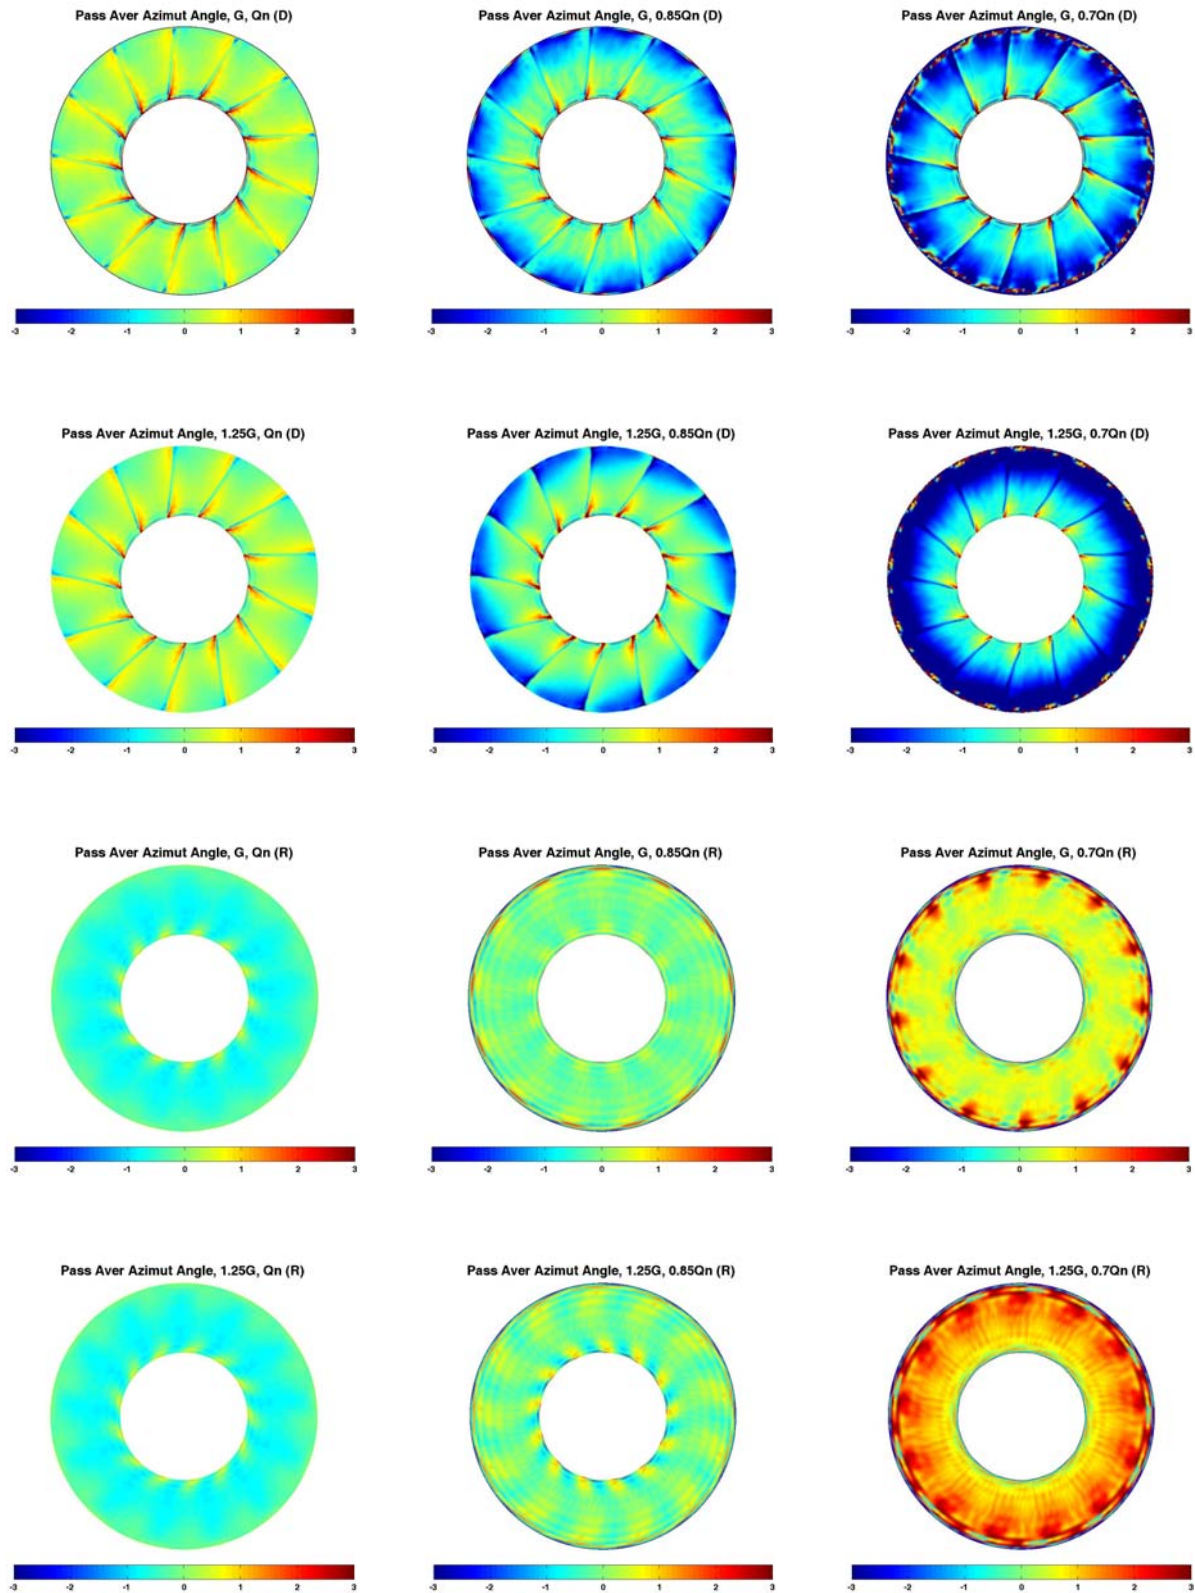 Pass Aver Azimut Angle, G, Qn (D)
Pass Aver Azimut Angle, G, 0.85Qn (D)
Pass Aver Azimut Angle, G, 0.7Qn (D)
-3 -2 -1 0 1 2 3
-3 -2 -1 0 1 2 3
-3 -2 -1 0 1 2 3
Pass Aver Azimut Angle, 1.25G, Qn (D)
Pass Aver Azimut Angle, 1.25G, 0.85Qn (D)
Pass Aver Azimut Angle, 1.25G, 0.7Qn (D)
-3 -2 -1 0 1 2 3
-3 -2 -1 0 1 2 3
-3 -2 -1 0 1 2 3
Pass Aver Azimut Angle, G, Qn (R)
Pass Aver Azimut Angle, G, 0.85Qn (R)
Pass Aver Azimut Angle, G, 0.7Qn (R)
-3 -2 -1 0 1 2 3
-3 -2 -1 0 1 2 3
-3 -2 -1 0 1 2 3
Pass Aver Azimut Angle, 1.25G, Qn (R)
Pass Aver Azimut Angle, 1.25G, 0.85Qn (R)
Pass Aver Azimut Angle, 1.25G, 0.7Qn (R)
-3 -2 -1 0 1 2 3
-3 -2 -1 0 1 2 3
-3 -2 -1 0 1 2 3